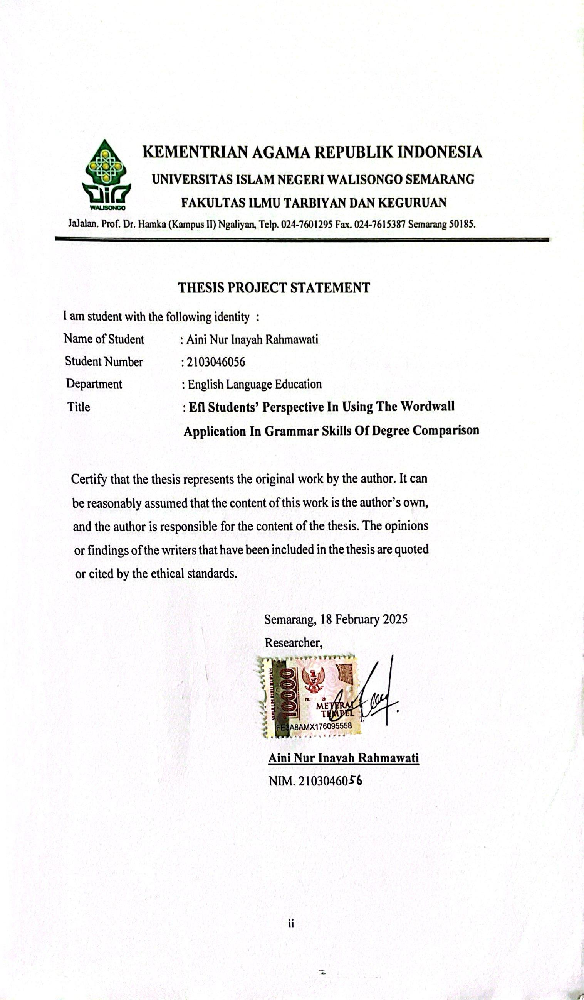 KEMENTRIAN AGAMA REPUBLIK INDONESIA
UNIVERSITAS ISLAM NEGERI WALISONGO SEMARANG
FAKULTAS ILMU TARBIYAN DAN KEGURUAN
WALISONGO
JaJalan. Prof. Dr. Hamka (Kampus II) Ngaliyan, Telp. 024-7601295 Fax. 024-7615387 Semarang 50185.
THESIS PROJECT STATEMENT
I am student with the following identity :
Name of Student : Aini Nur Inayah Rahmawati
Student Number : 2103046056
Department : English Language Education
Title : Efl Students’ Perspective In Using The Wordwall
Application In Grammar Skills Of Degree Comparison
Certify that the thesis represents the original work by the author. It can
be reasonably assumed that the content of this work is the author’s own,
and the author is responsible for the content of the thesis. The opinions
or findings of the writers that have been included in the thesis are quoted
or cited by the ethical standards.
Semarang, 18 February 2025
Researcher,
SEPULUH RIBU RUPIAH
10000
TGL. 20
METERAI
TEMPEL
FE3A8AMX176095558
Aini Nur Inayah Rahmawati
NIM. 2103046056
ii